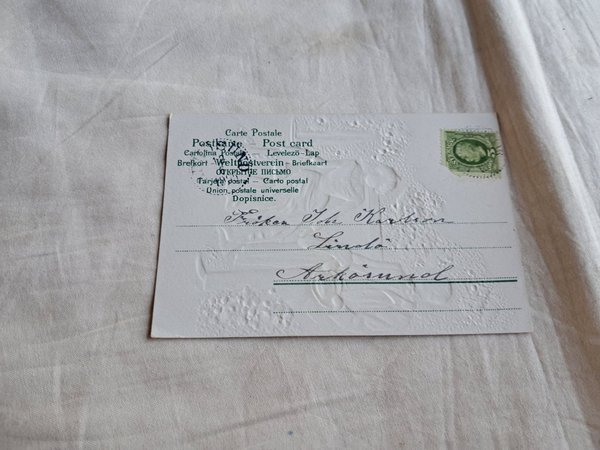 Carte Postale
Postkarte — Post card
Cartolina Postale — Levelező-Lap
Brefkort — Weltpostverein — Briefkaart
ОТКРЫТОЕ ПИСЬМО
Tarjeta postal — Carto postal
Union postale universelle
Dopisnice.
Fröken
Lindö
Arkösund